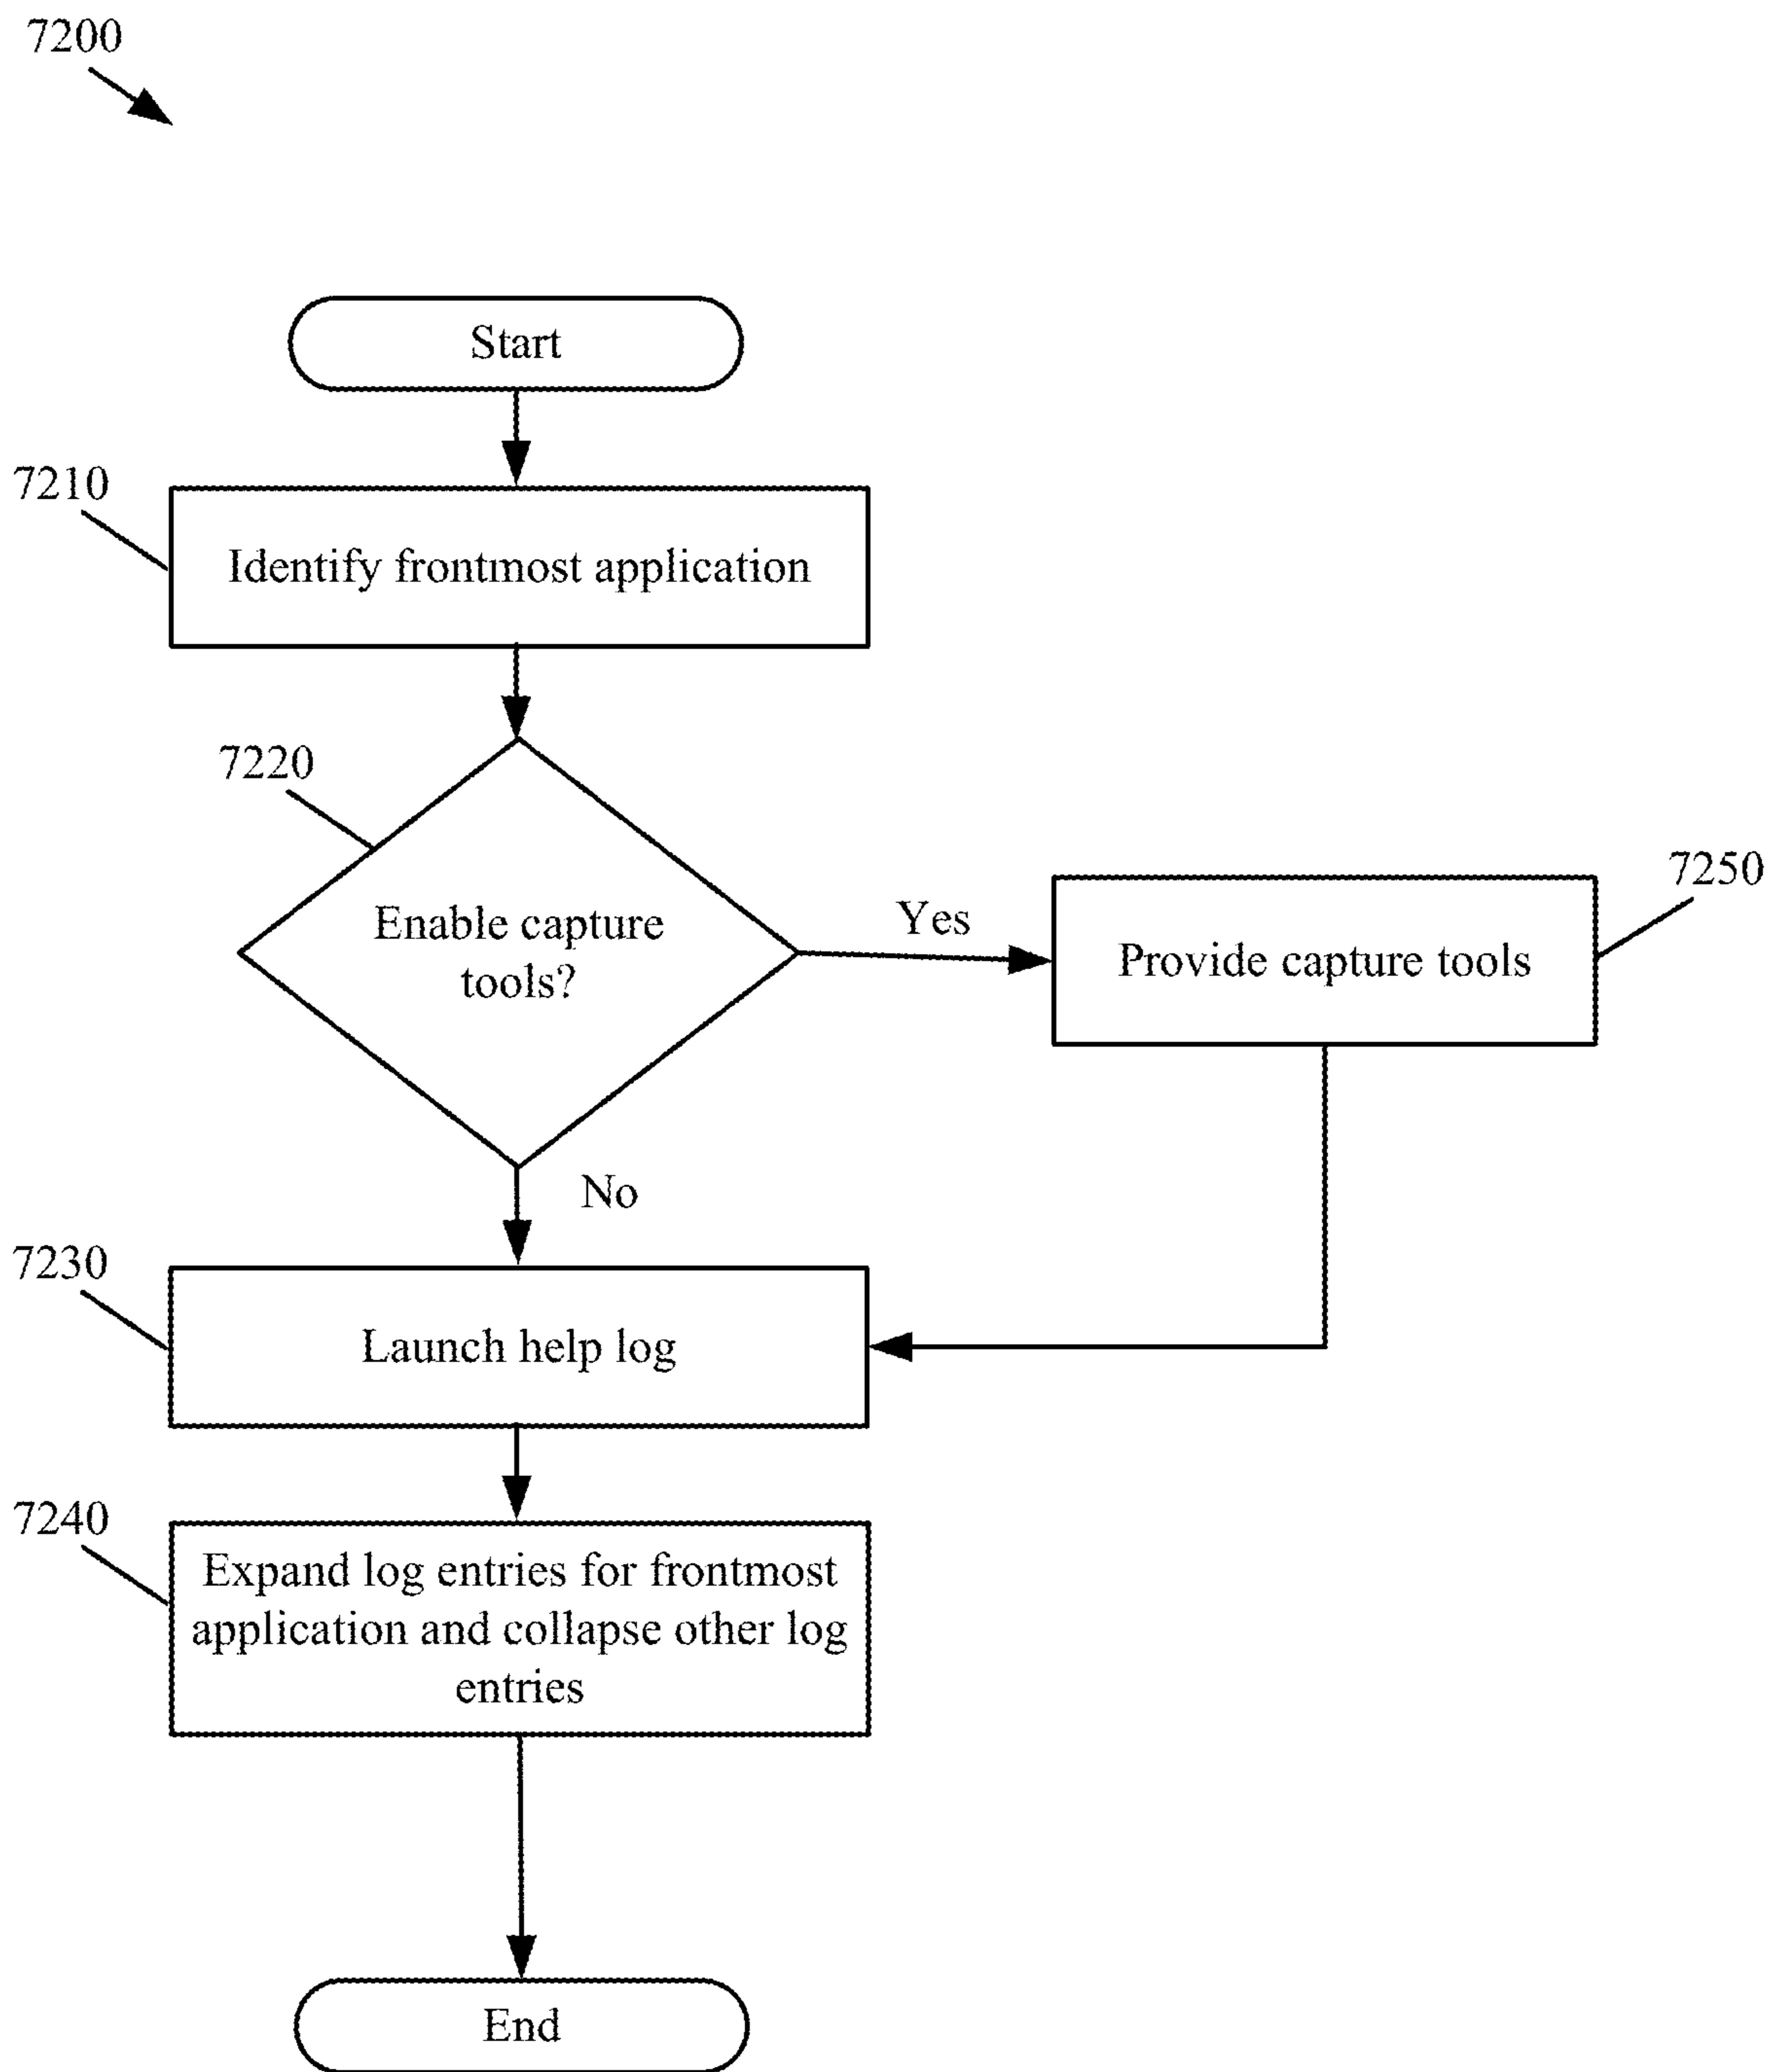 7200
Start
7210
Identify frontmost application
7220
Enable capture
tools?
Yes
7250
Provide capture tools
No
7230
Launch help log
7240
Expand log entries for frontmost
application and collapse other log
entries
End